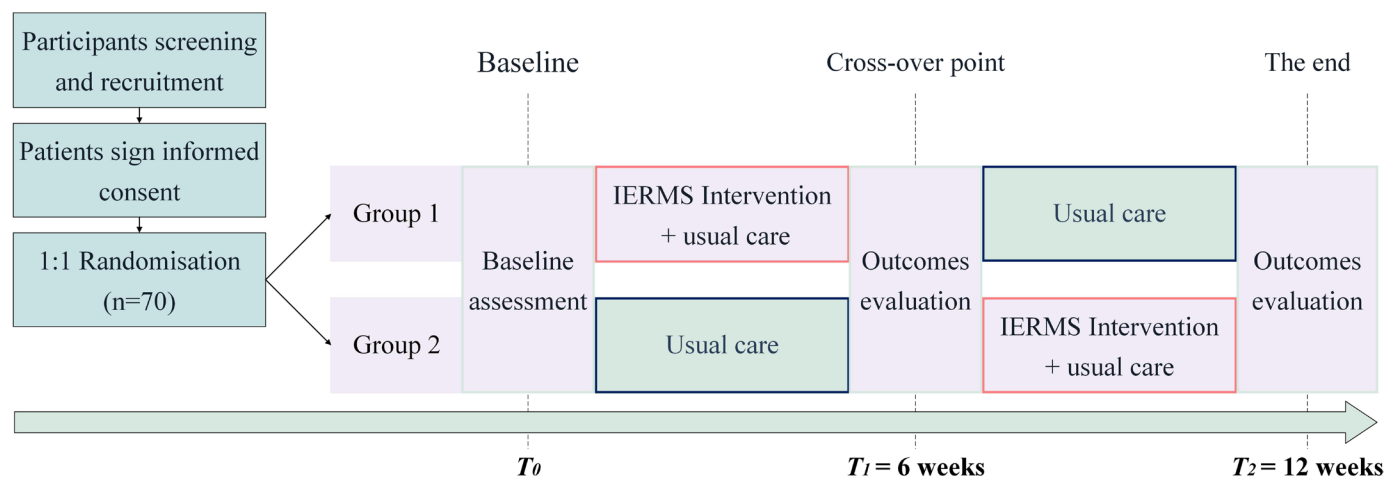 Participants screening
and recruitment
Patients sign informed
consent
1:1 Randomisation
(n=70)
Baseline
Cross-over point
The end
Group 1
Group 2
Baseline
assessment
IERMS Intervention
+ usual care
Usual care
Outcomes
evaluation
Usual care
IERMS Intervention
+ usual care
Outcomes
evaluation
T0
T1 = 6 weeks
T2 = 12 weeks